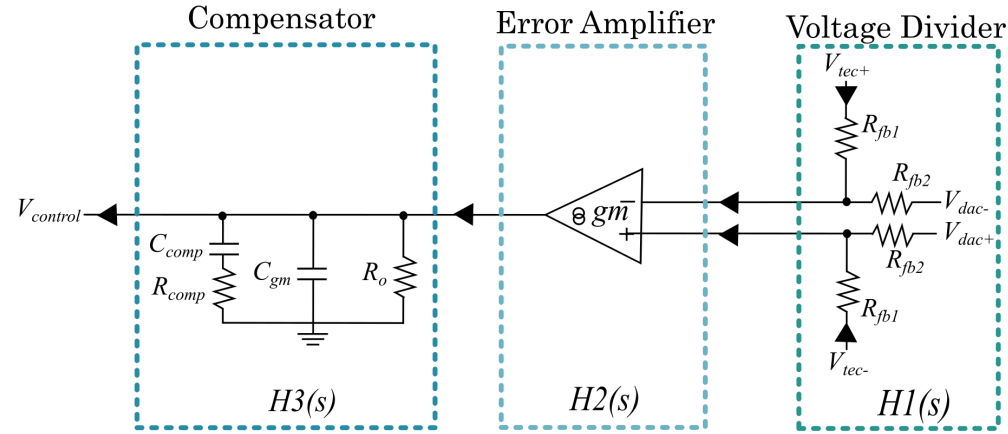 Compensator
Error Amplifier
Voltage Divider
V_tec+
R_fb1
R_fb2
V_dac-
V_dac+
R_fb2
R_fb1
V_tec-
gm
−
+
V_control
C_comp
R_comp
C_gm
R_o
H3(s)
H2(s)
H1(s)